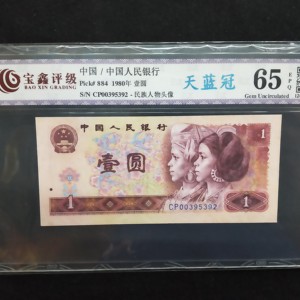 宝鑫评级
BAO XIN GRADING
中国 / 中国人民银行
Pick# 884 1980年 壹圆
S/N CP00395392 - 民族人物头像
天蓝冠
65
EPQ
Gem Uncirculated
中国人民银行
1
壹圆
1
CP00395392